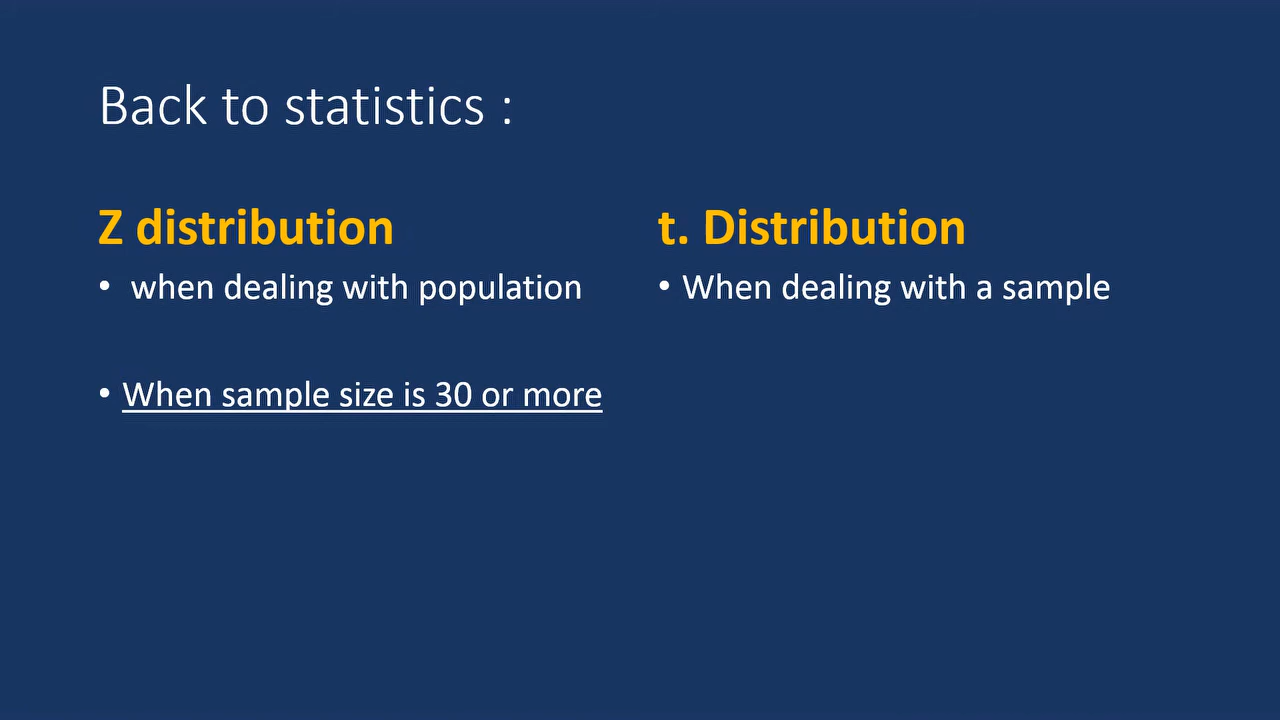 Back to statistics :
Z distribution
• when dealing with population
• When sample size is 30 or more
t. Distribution
• When dealing with a sample